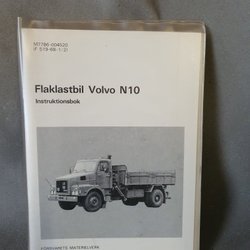 M7786-004520
Flaklastbil Volvo N10
Instruktionsbok
FÖRSVARETS MATERIELVERK